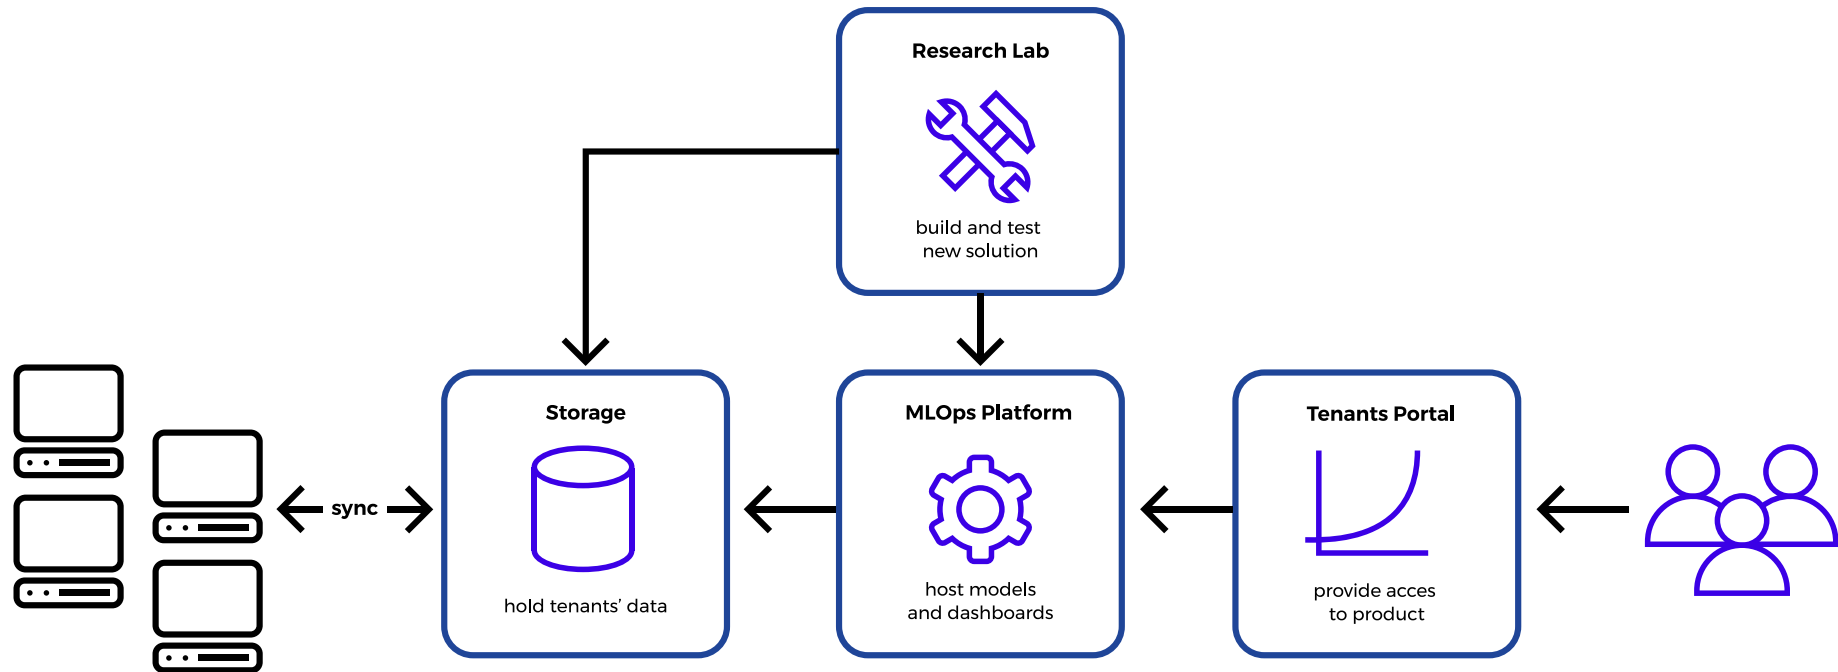 Research Lab
build and test
new solution
sync
Storage
hold tenants’ data
MLOps Platform
host models
and dashboards
Tenants Portal
provide acces
to product